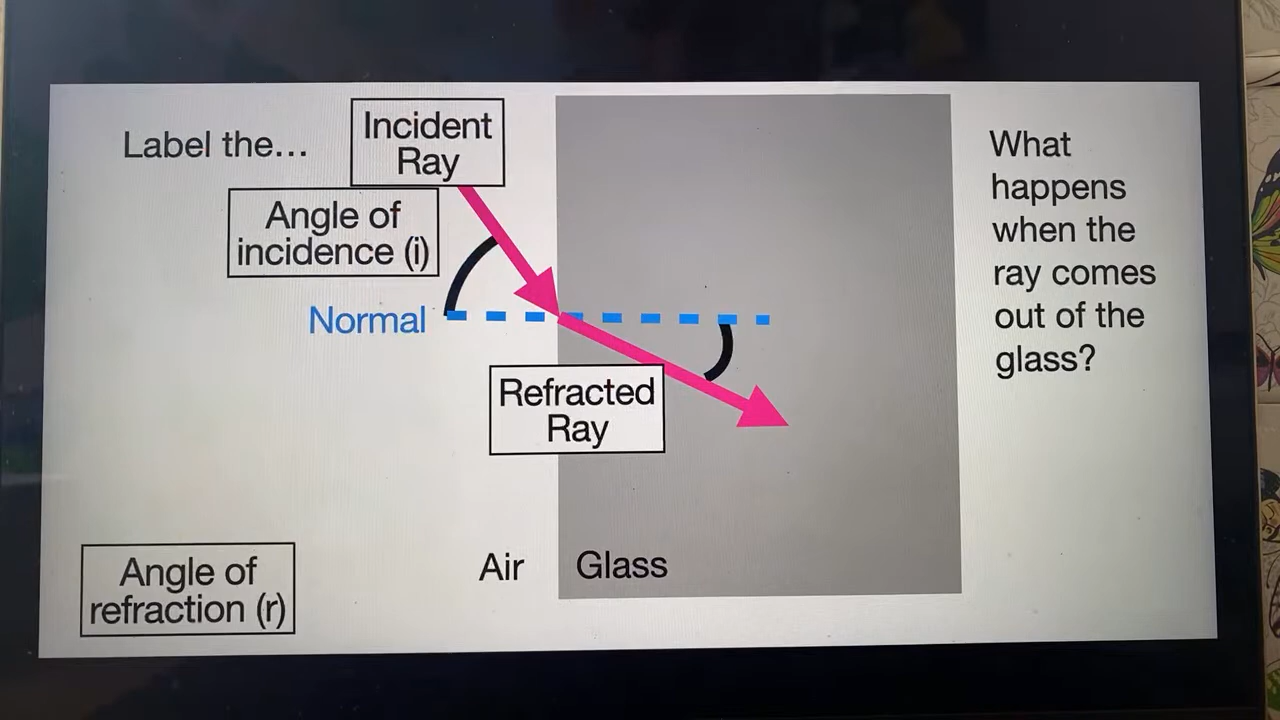 Label the...
Incident
Ray
Angle of
incidence (i)
Normal
Refracted
Ray
Air
Glass
Angle of
refraction (r)
What
happens
when the
ray comes
out of the
glass?